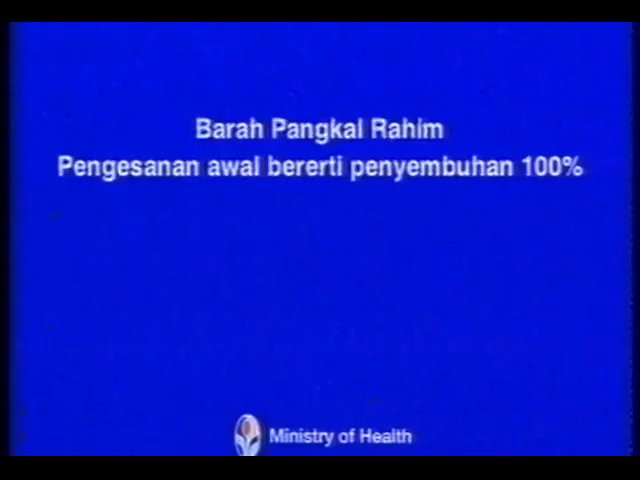 Barah Pangkal Rahim
Pengesanan awal bererti penyembuhan 100%
Ministry of Health